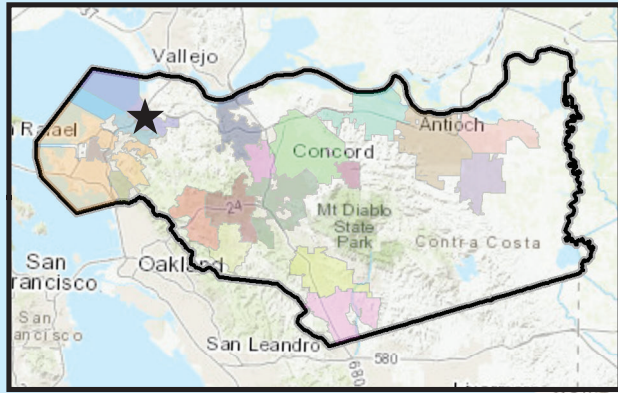 Vallejo
Rafael
Antioch
Concord
24
Mt Diablo
State
Park
Contra Costa
San
rancisco
Oakland
San
ancisco
San Leandro
580
680